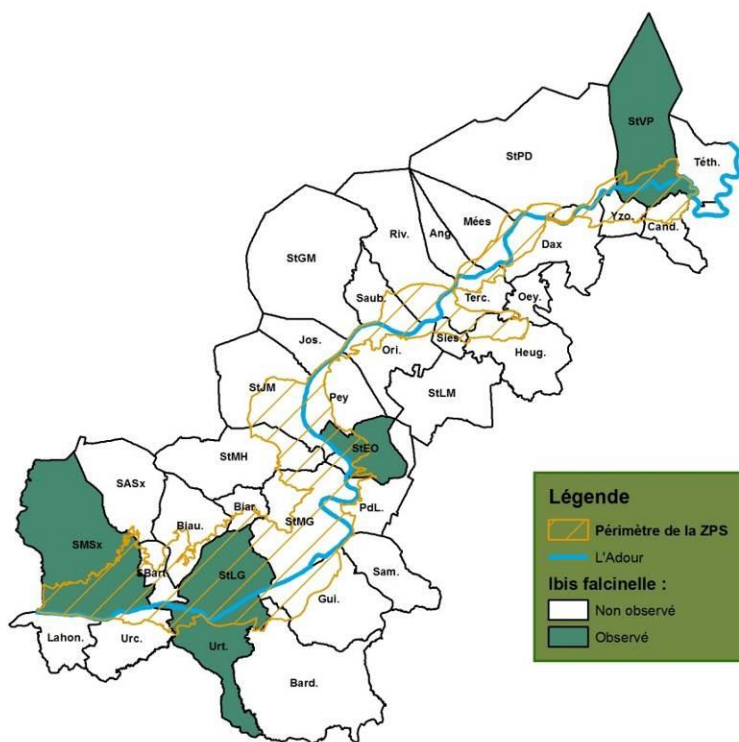 StVP
Téth.
StPD
Yzo.
Cand.
Mées
Ang
Riv.
Dax
StGM
Saub.
Terc.
Oey.
Jos.
Ori.
Sies.
Heug.
StJM
Pey
StLM
StMH
StEO
SASx
Biar.
StMG
PdL.
Biau.
SMSx
SBart.
StLG
Sam.
Gui.
Lahon.
Urc.
Urt.
Bard.
Légende
Périmètre de la ZPS
L'Adour
Ibis falcinelle :
Non observé
Observé